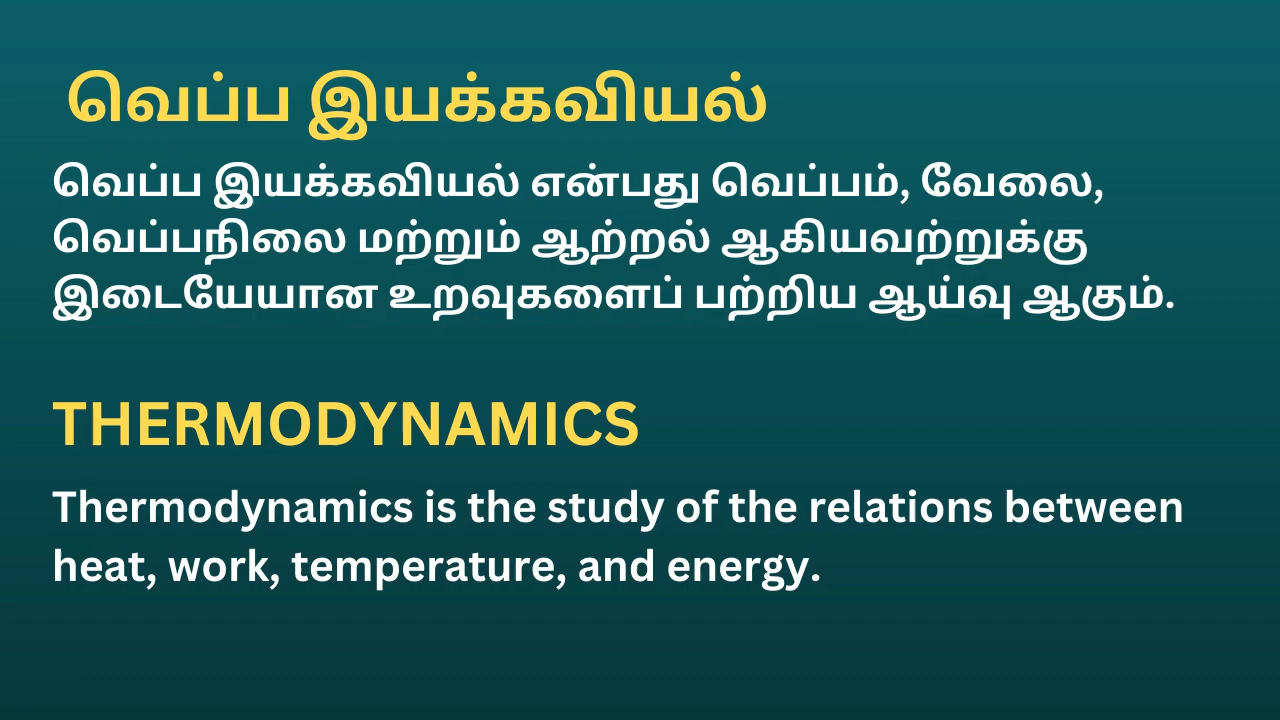 வெப்ப இயக்கவியல்
வெப்ப இயக்கவியல் என்பது வெப்பம், வேலை,
வெப்பநிலை மற்றும் ஆற்றல் ஆகியவற்றுக்கு
இடையேயான உறவுகளைப் பற்றிய ஆய்வு ஆகும்.
THERMODYNAMICS
Thermodynamics is the study of the relations between
heat, work, temperature, and energy.